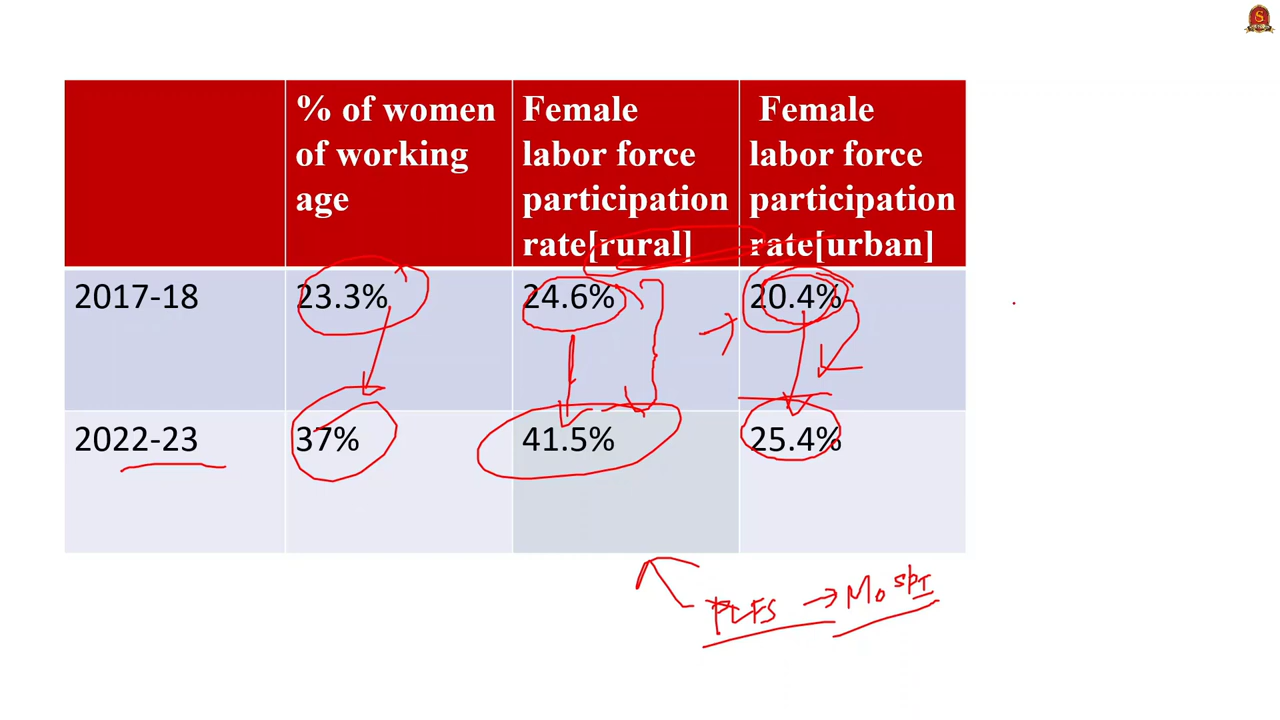 % of women
of working
age
Female
labor force
participation
rate[rural]
Female
labor force
participation
rate[urban]
2017-18
23.3%
24.6%
20.4%
2022-23
37%
41.5%
25.4%
PLFS → MoSPI